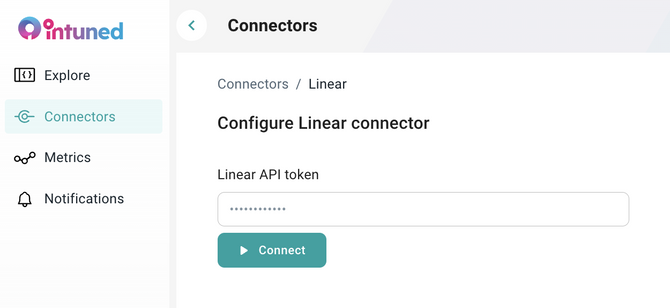 intuned
Explore
Connectors
Metrics
Notifications
Connectors
Connectors / Linear
Configure Linear connector
Linear API token
••••••••••••
Connect